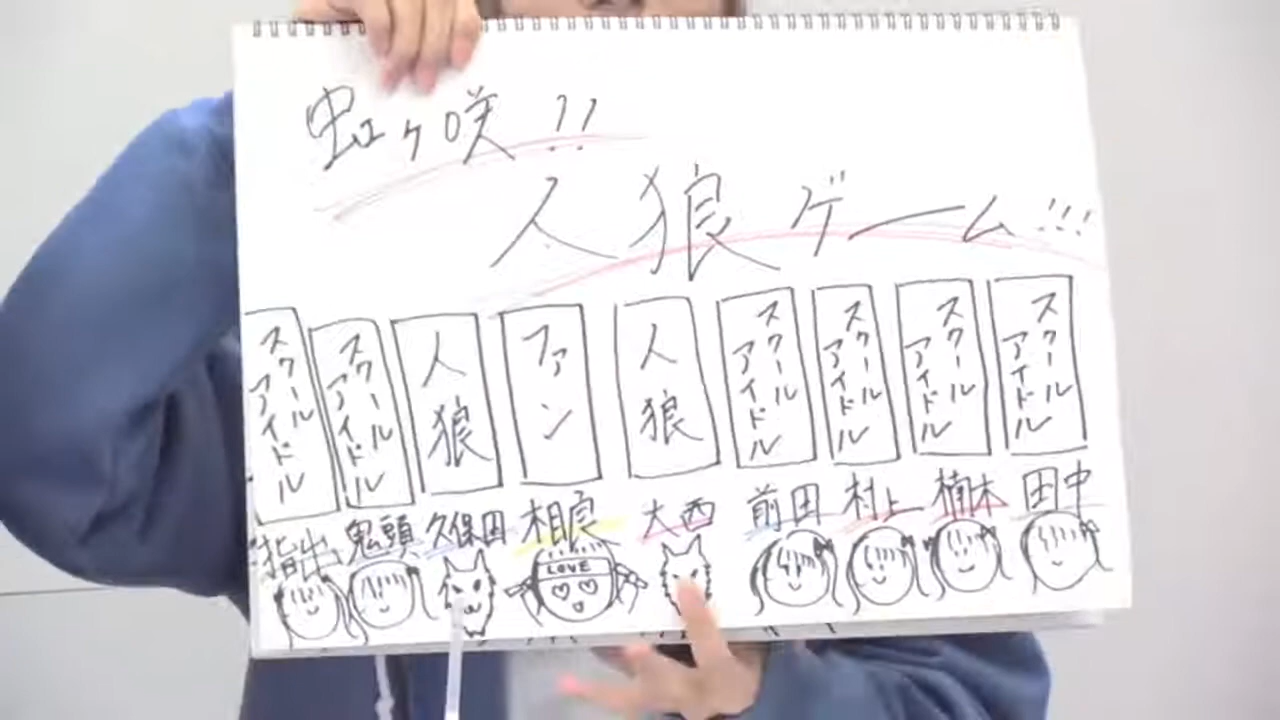 虹ヶ咲!!
人狼ゲーム!!!
スクールアイドル
スクールアイドル
人狼
ファン
人狼
スクールアイドル
スクールアイドル
スクールアイドル
スクールアイドル
指出 鬼頭 久保田 相良 大西 前田 村上 楠木 田中
LOVE